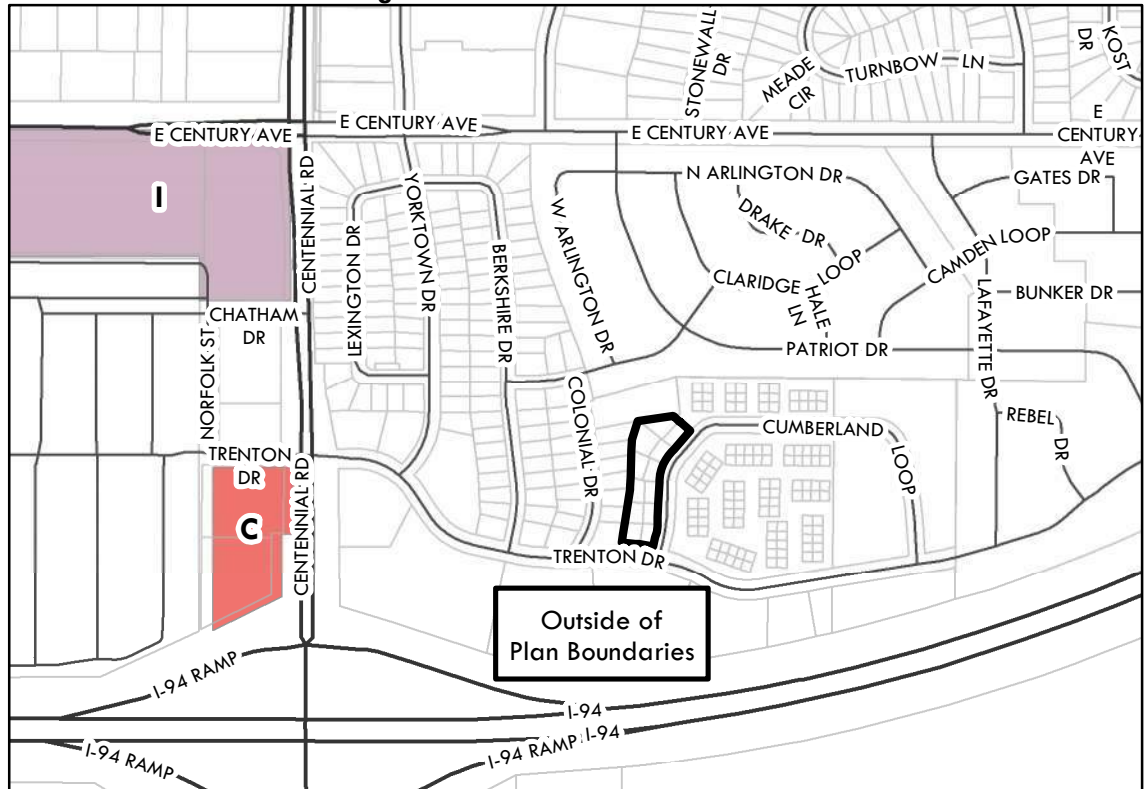 STONEWALL
DR
MEADE
CIR
TURNBOW LN
KOST
DR
E CENTURY AVE
E CENTURY AVE
E CENTURY AVE
E
CENTURY
AVE
I
CENTENNIAL RD
YORKTOWN DR
LEXINGTON DR
BERKSHIRE DR
W ARLINGTON DR
N ARLINGTON DR
DRAKE DR
CLARIDGE LOOP
HALE
LN
GATES DR
CAMDEN LOOP
BUNKER DR
LAFAYETTE DR
PATRIOT DR
CHATHAM
DR
NORFOLK ST
COLONIAL DR
CUMBERLAND
LOOP
REBEL DR
TRENTON
DR
C
CENTENNIAL RD
TRENTON DR
Outside of
Plan Boundaries
I-94 RAMP
I-94
I-94 RAMP
I-94
I-94 RAMP